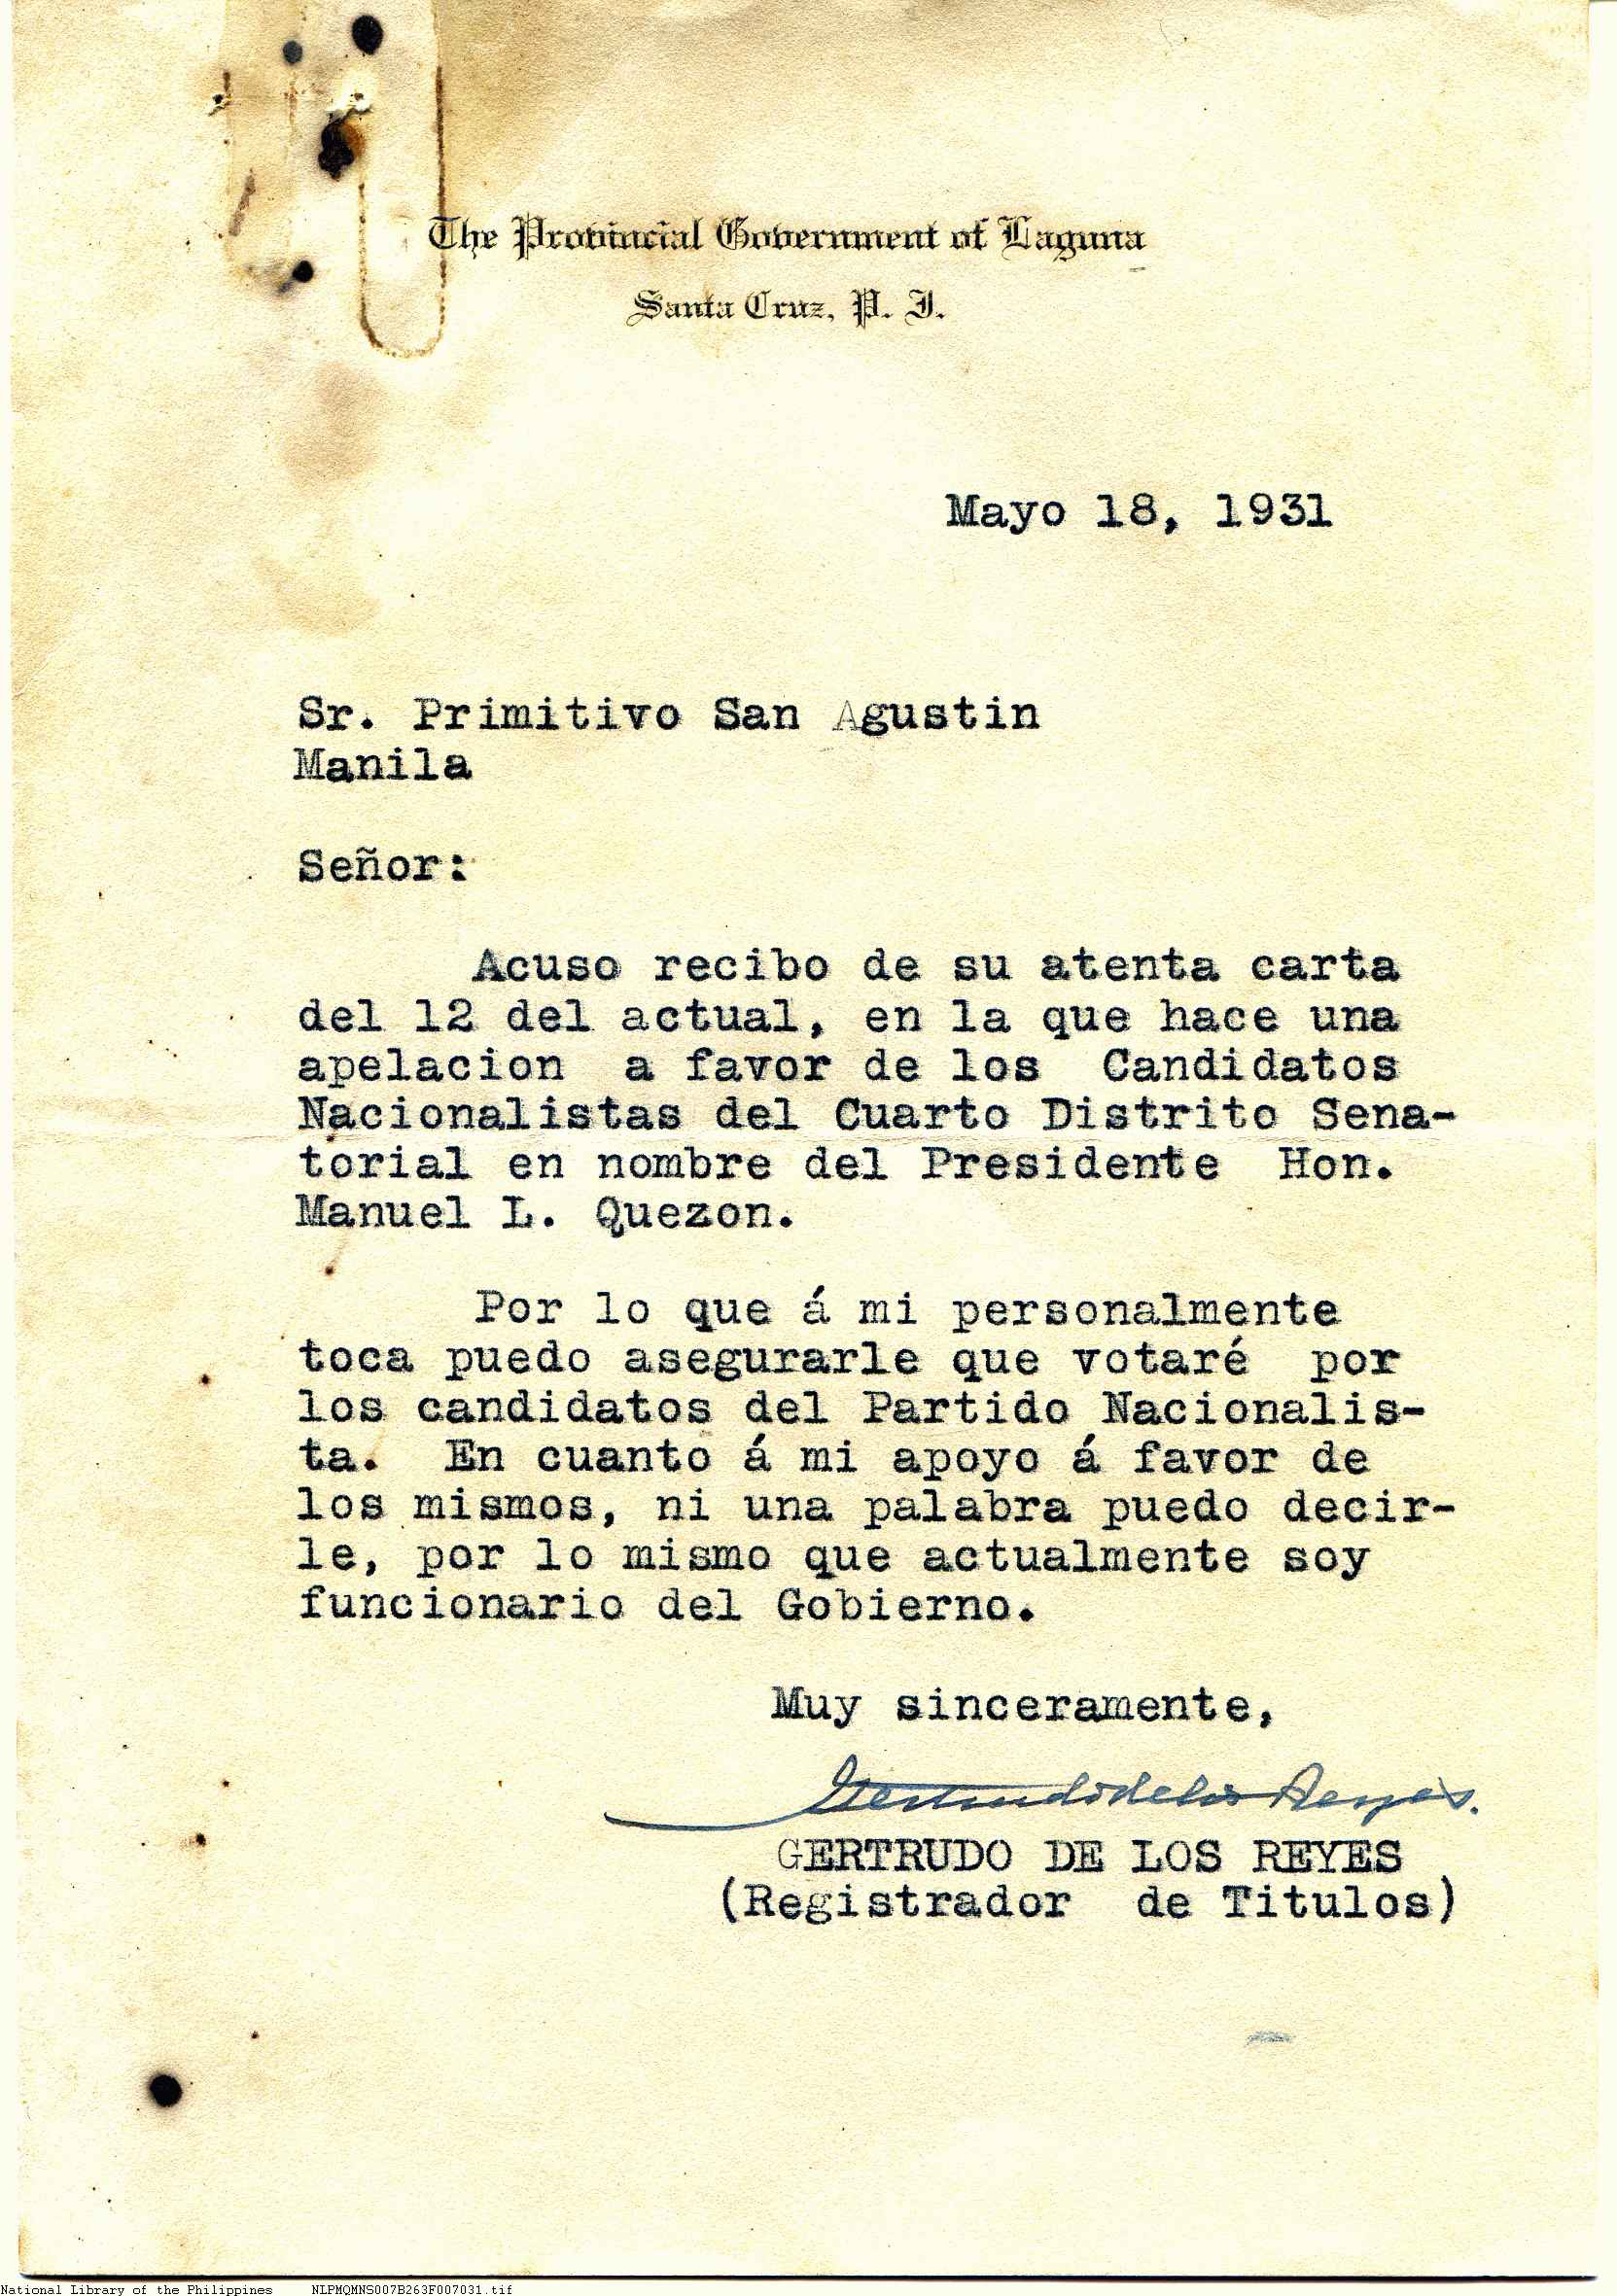 The Provincial Government of Laguna
Santa Cruz, P. I.
Mayo 18, 1931
Sr. Primitivo San Agustin
Manila
Señor:
Acuso recibo de su atenta carta
del 12 del actual, en la que hace una
apelacion a favor de los Candidatos
Nacionalistas del Cuarto Distrito Sena-
torial en nombre del Presidente Hon.
Manuel L. Quezon.
Por lo que á mi personalmente
toca puedo asegurarle que votaré por
los candidatos del Partido Nacionalis-
ta. En cuanto á mi apoyo á favor de
los mismos, ni una palabra puedo decir-
le, por lo mismo que actualmente soy
funcionario del Gobierno.
Muy sinceramente,
Gertrudo de los Reyes.
GERTRUDO DE LOS REYES
(Registrador de Titulos)
National Library of the Philippines NLPMQMNS007B263F007031.tif